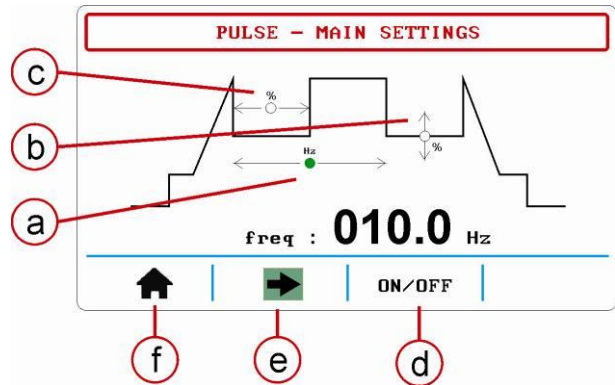 PULSE - MAIN SETTINGS
c
%
b
%
Hz
a
freq : 010.0 Hz
ON/OFF
f
e
d